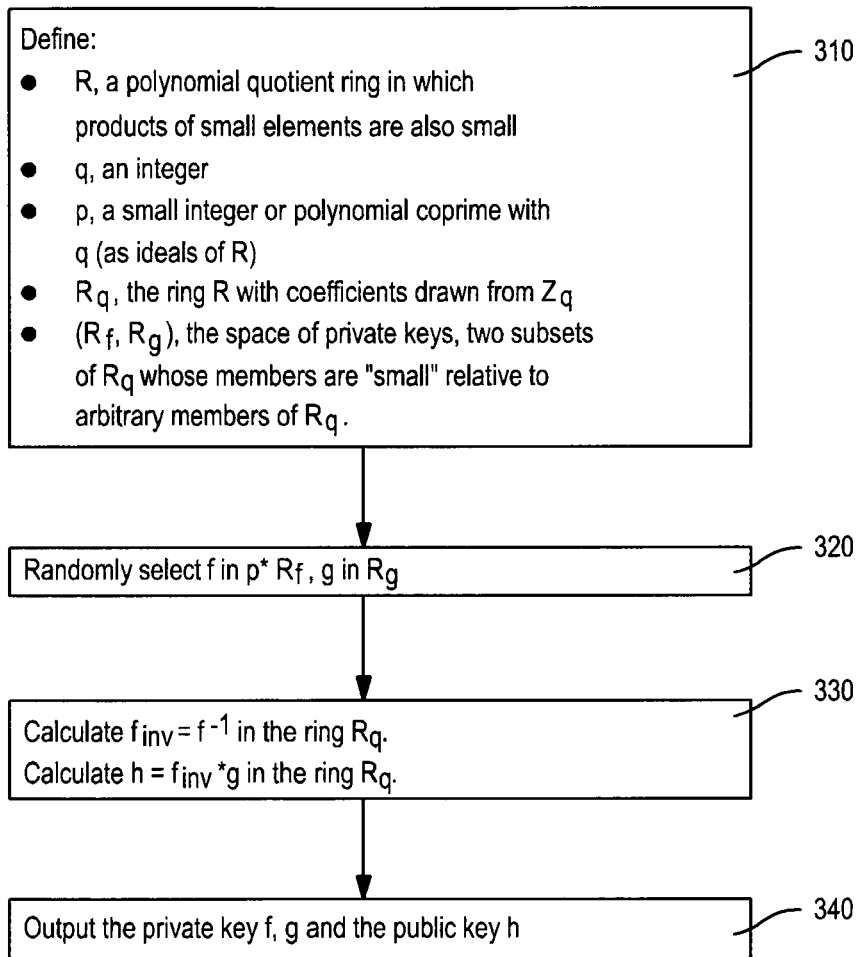 Define:
● R, a polynomial quotient ring in which
products of small elements are also small
● q, an integer
● p, a small integer or polynomial coprime with
q (as ideals of R)
● Rq, the ring R with coefficients drawn from Zq
● (Rf, Rg), the space of private keys, two subsets
of Rq whose members are "small" relative to
arbitrary members of Rq.
310
Randomly select f in p* Rf, g in Rg
320
Calculate finv = f-1 in the ring Rq.
Calculate h = finv *g in the ring Rq.
330
Output the private key f, g and the public key h
340